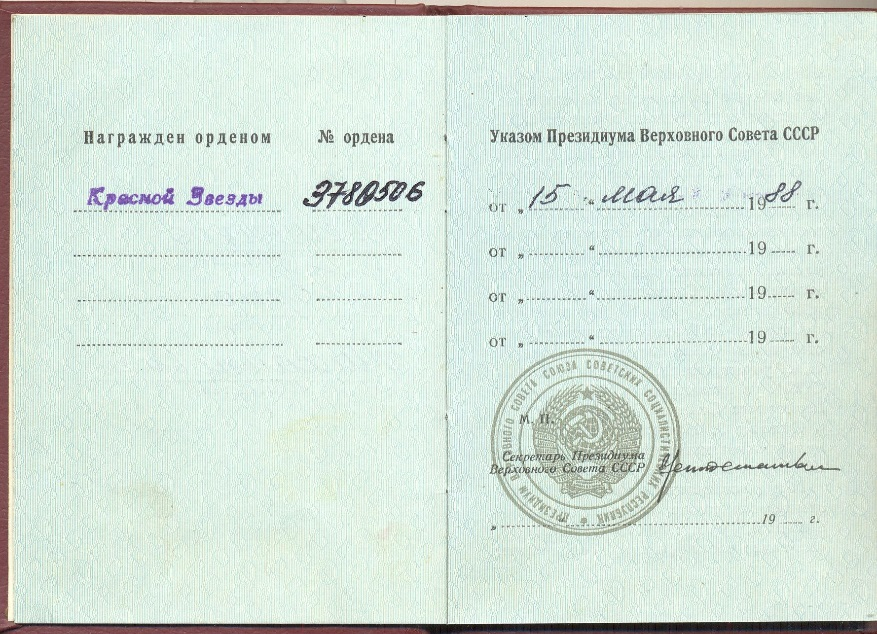 Награжден орденом № ордена
Красной Звезды 3780506
Указом Президиума Верховного Совета СССР
от „ 15 “ мая 1988 г.
от „ “ 19 г.
от „ “ 19 г.
от „ “ 19 г.
ПРЕЗИДИУМ ВЕРХОВНОГО СОВЕТА СОЮЗА СОВЕТСКИХ СОЦИАЛИСТИЧЕСКИХ РЕСПУБЛИК
М. П.
Секретарь Президиума
Верховного Совета СССР
„ 19 г.